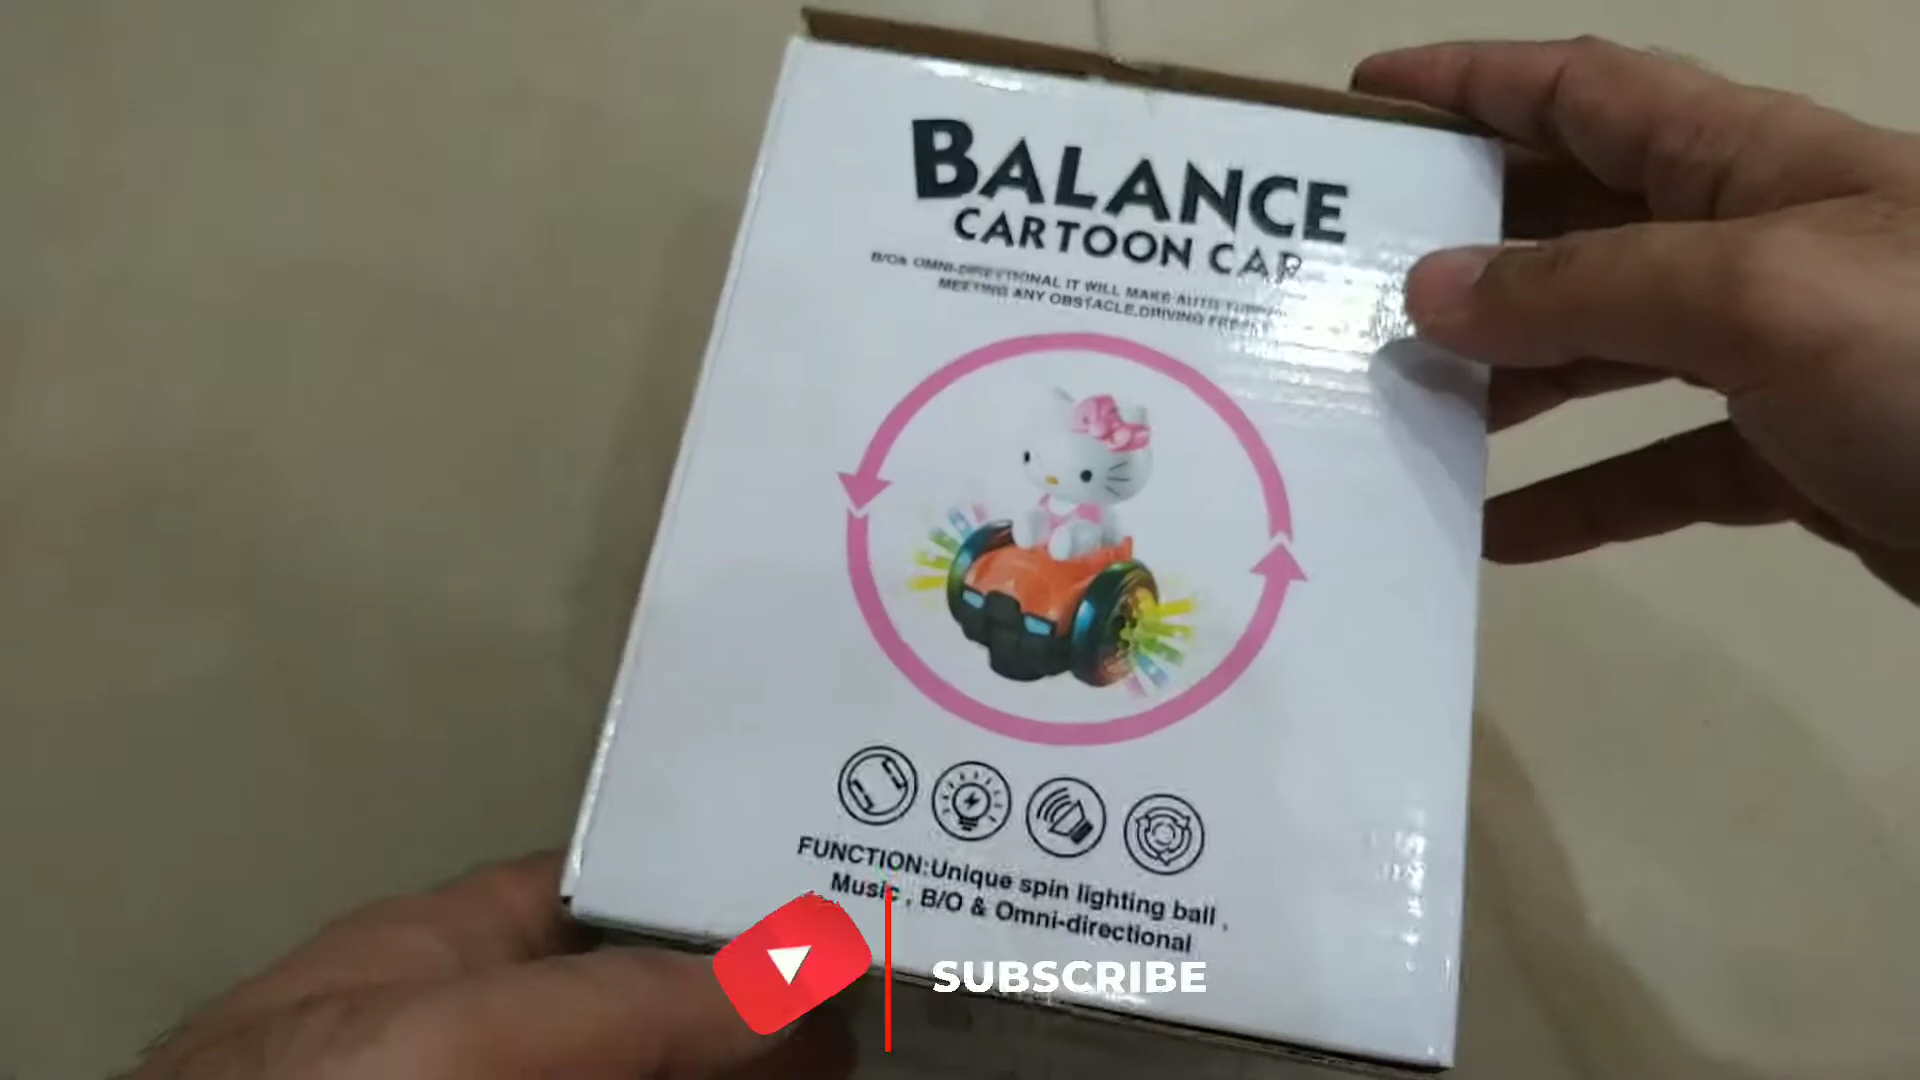 BALANCE
CARTOON CAR
B/O& OMNI-DIRECTIONAL IT WILL MAKE AUTO
MEETING ANY OBSTACLE,DRIVING
FUNCTION:Unique spin lighting ball ,
Music , B/O & Omni-directional
SUBSCRIBE